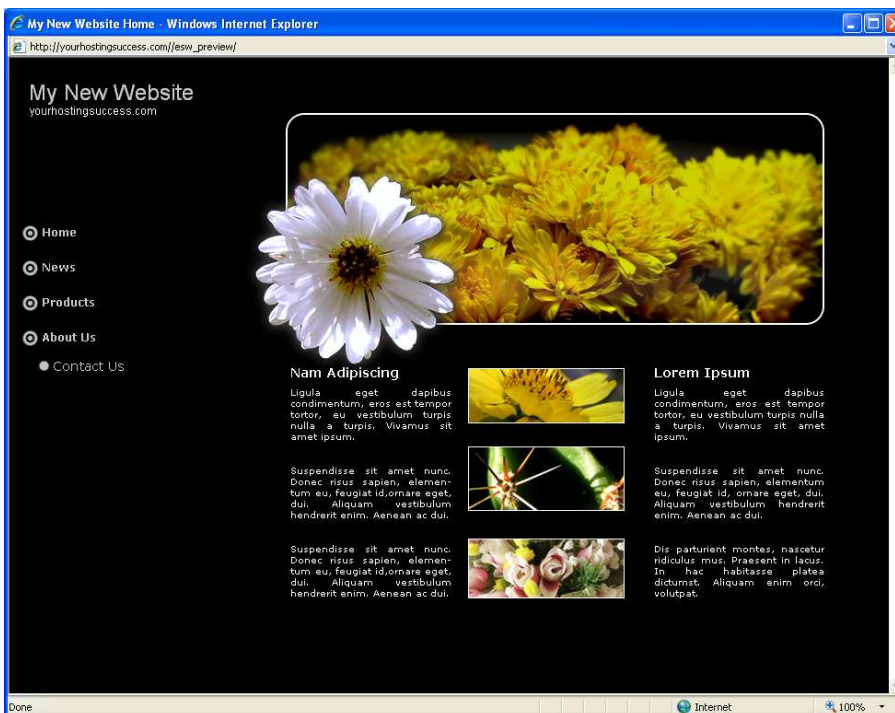 My New Website Home - Windows Internet Explorer
http://yourhostingsuccess.com//esw_preview/
My New Website
yourhostingsuccess.com
Home
News
Products
About Us
Contact Us
Nam Adipiscing
Ligula eget dapibus
condimentum, eros est tempor
tortor, eu vestibulum turpis
nulla a turpis. Vivamus sit
amet ipsum.
Suspendisse sit amet nunc.
Donec risus sapien, elemen-
tum eu, feugiat id,ornare eget,
dui. Aliquam vestibulum
hendrerit enim. Aenean ac dui.
Suspendisse sit amet nunc.
Donec risus sapien, elemen-
tum eu, feugiat id,ornare eget,
dui. Aliquam vestibulum
hendrerit enim. Aenean ac dui.
Lorem Ipsum
Ligula eget dapibus
condimentum, eros est tempor
tortor, eu vestibulum turpis
nulla a turpis. Vivamus sit amet
ipsum.
Suspendisse sit amet nunc.
Donec risus sapien, elementum
eu, feugiat id, ornare eget, dui.
Aliquam vestibulum hendrerit
enim. Aenean ac dui.
Dis parturient montes, nascetur
ridiculus mus. Praesent in lacus.
In hac habitasse platea
dictumst. Aliquam enim orci,
volutpat.
Done
Internet
100%